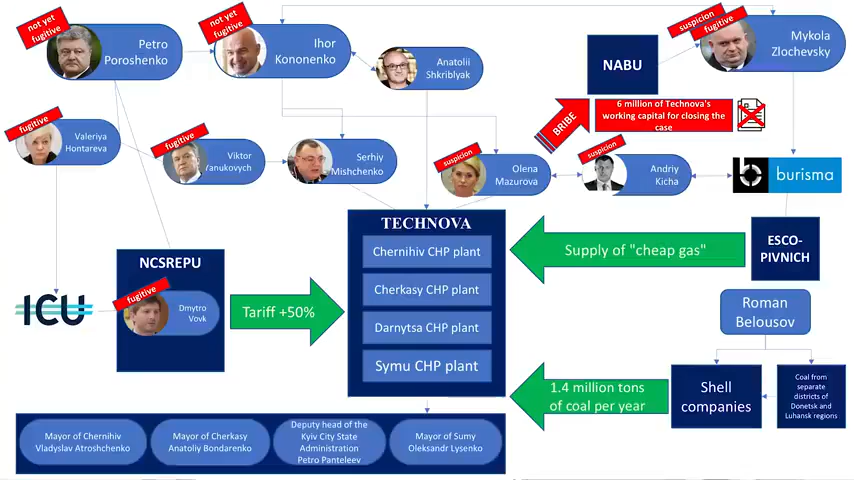 not yet
fugitive
Petro
Poroshenko
not yet
fugitive
Ihor
Kononenko
Anatolii
Shkriblyak
NABU
suspicion
fugitive
Mykola
Zlochevsky
BRIBE
6 million of Technova's
working capital for closing the
case
fugitive
Valeriya
Hontareva
fugitive
Viktor
Yanukovych
Serhiy
Mishchenko
suspicion
Olena
Mazurova
suspicion
Andriy
Kicha
burisma
TECHNOVA
Chernihiv CHP plant
Cherkasy CHP plant
Darnytsa CHP plant
Symu CHP plant
Supply of "cheap gas"
ESCO-
PIVNICH
NCSREPU
fugitive
Dmytro
Vovk
ICU
Tariff +50%
Roman
Belousov
1.4 million tons
of coal per year
Shell
companies
Coal from
separate
districts of
Donetsk and
Luhansk regions
Mayor of Chernihiv
Vladyslav Atroshchenko
Mayor of Cherkasy
Anatoliy Bondarenko
Deputy head of the
Kyiv City State
Administration
Petro Panteleev
Mayor of Sumy
Oleksandr Lysenko